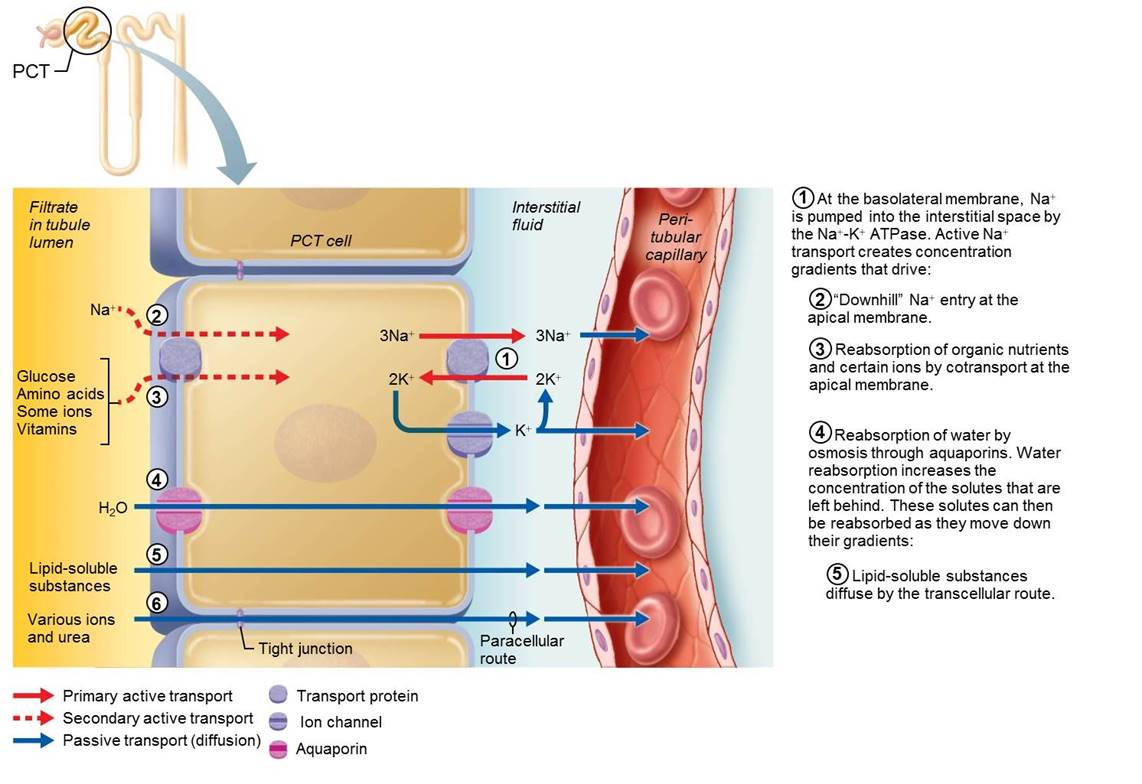 PCT
Filtrate
in tubule
lumen
PCT cell
Interstitial
fluid
Peri-
tubular
capillary
Na⁺
2
3Na⁺
3Na⁺
1
Glucose
Amino acids
Some ions
Vitamins
3
2K⁺
2K⁺
K⁺
4
H₂O
5
Lipid-soluble
substances
6
Various ions
and urea
Tight junction
Paracellular
route
Primary active transport
Secondary active transport
Passive transport (diffusion)
Transport protein
Ion channel
Aquaporin
1 At the basolateral membrane, Na⁺
is pumped into the interstitial space by
the Na⁺-K⁺ ATPase. Active Na⁺
transport creates concentration
gradients that drive:
2 “Downhill” Na⁺ entry at the
apical membrane.
3 Reabsorption of organic nutrients
and certain ions by cotransport at the
apical membrane.
4 Reabsorption of water by
osmosis through aquaporins. Water
reabsorption increases the
concentration of the solutes that are
left behind. These solutes can then
be reabsorbed as they move down
their gradients:
5 Lipid-soluble substances
diffuse by the transcellular route.